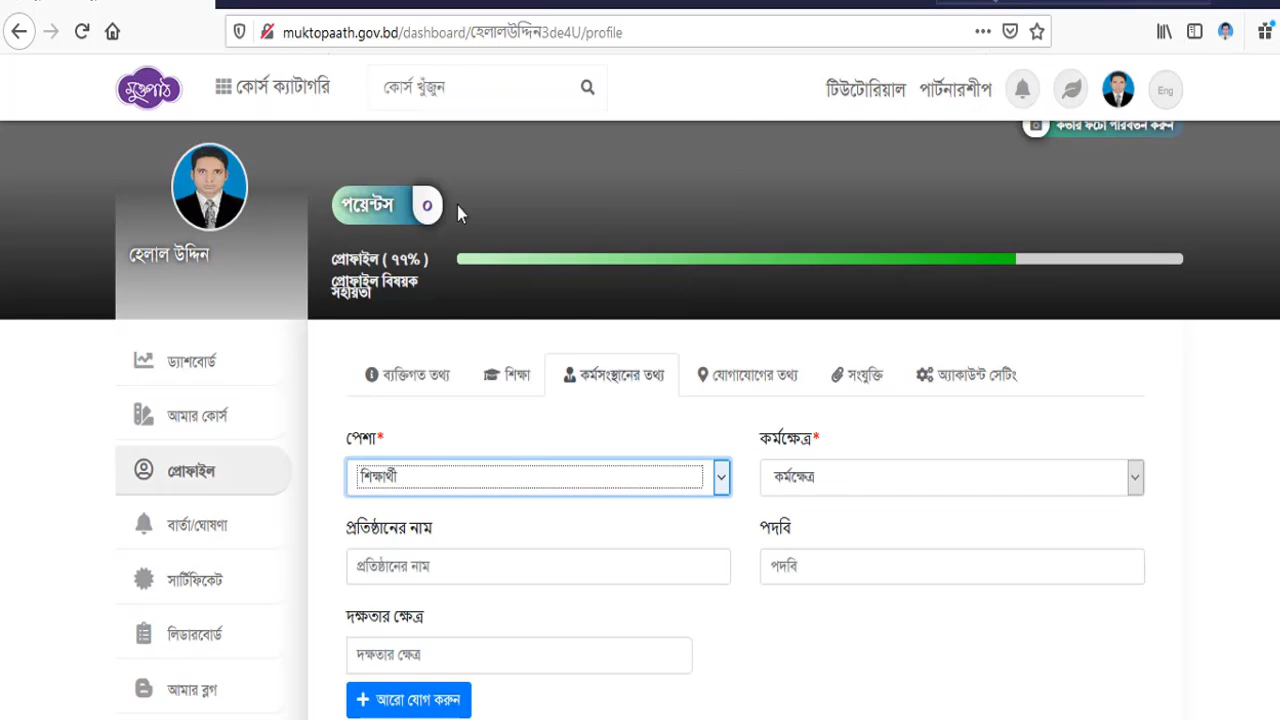 muktopaath.gov.bd/dashboard/হেলালউদ্দিন3de4U/profile
মুক্তপাঠ
কোর্স ক্যাটাগরি
কোর্স খুঁজুন
টিউটোরিয়াল
পার্টনারশীপ
Eng
কভার ফটো পরিবর্তন করুন
পয়েন্টস ০
হেলাল উদ্দিন
প্রোফাইল ( ৭৭% )
প্রোফাইল বিষয়ক
সহায়তা
ড্যাশবোর্ড
আমার কোর্স
প্রোফাইল
বার্তা/ঘোষণা
সার্টিফিকেট
লিডারবোর্ড
আমার ব্লগ
ব্যক্তিগত তথ্য
শিক্ষা
কর্মসংস্থানের তথ্য
যোগাযোগের তথ্য
সংযুক্তি
অ্যাকাউন্ট সেটিং
পেশা*
কর্মক্ষেত্র*
শিক্ষার্থী
কর্মক্ষেত্র
প্রতিষ্ঠানের নাম
পদবি
প্রতিষ্ঠানের নাম
পদবি
দক্ষতার ক্ষেত্র
দক্ষতার ক্ষেত্র
+ আরো যোগ করুন